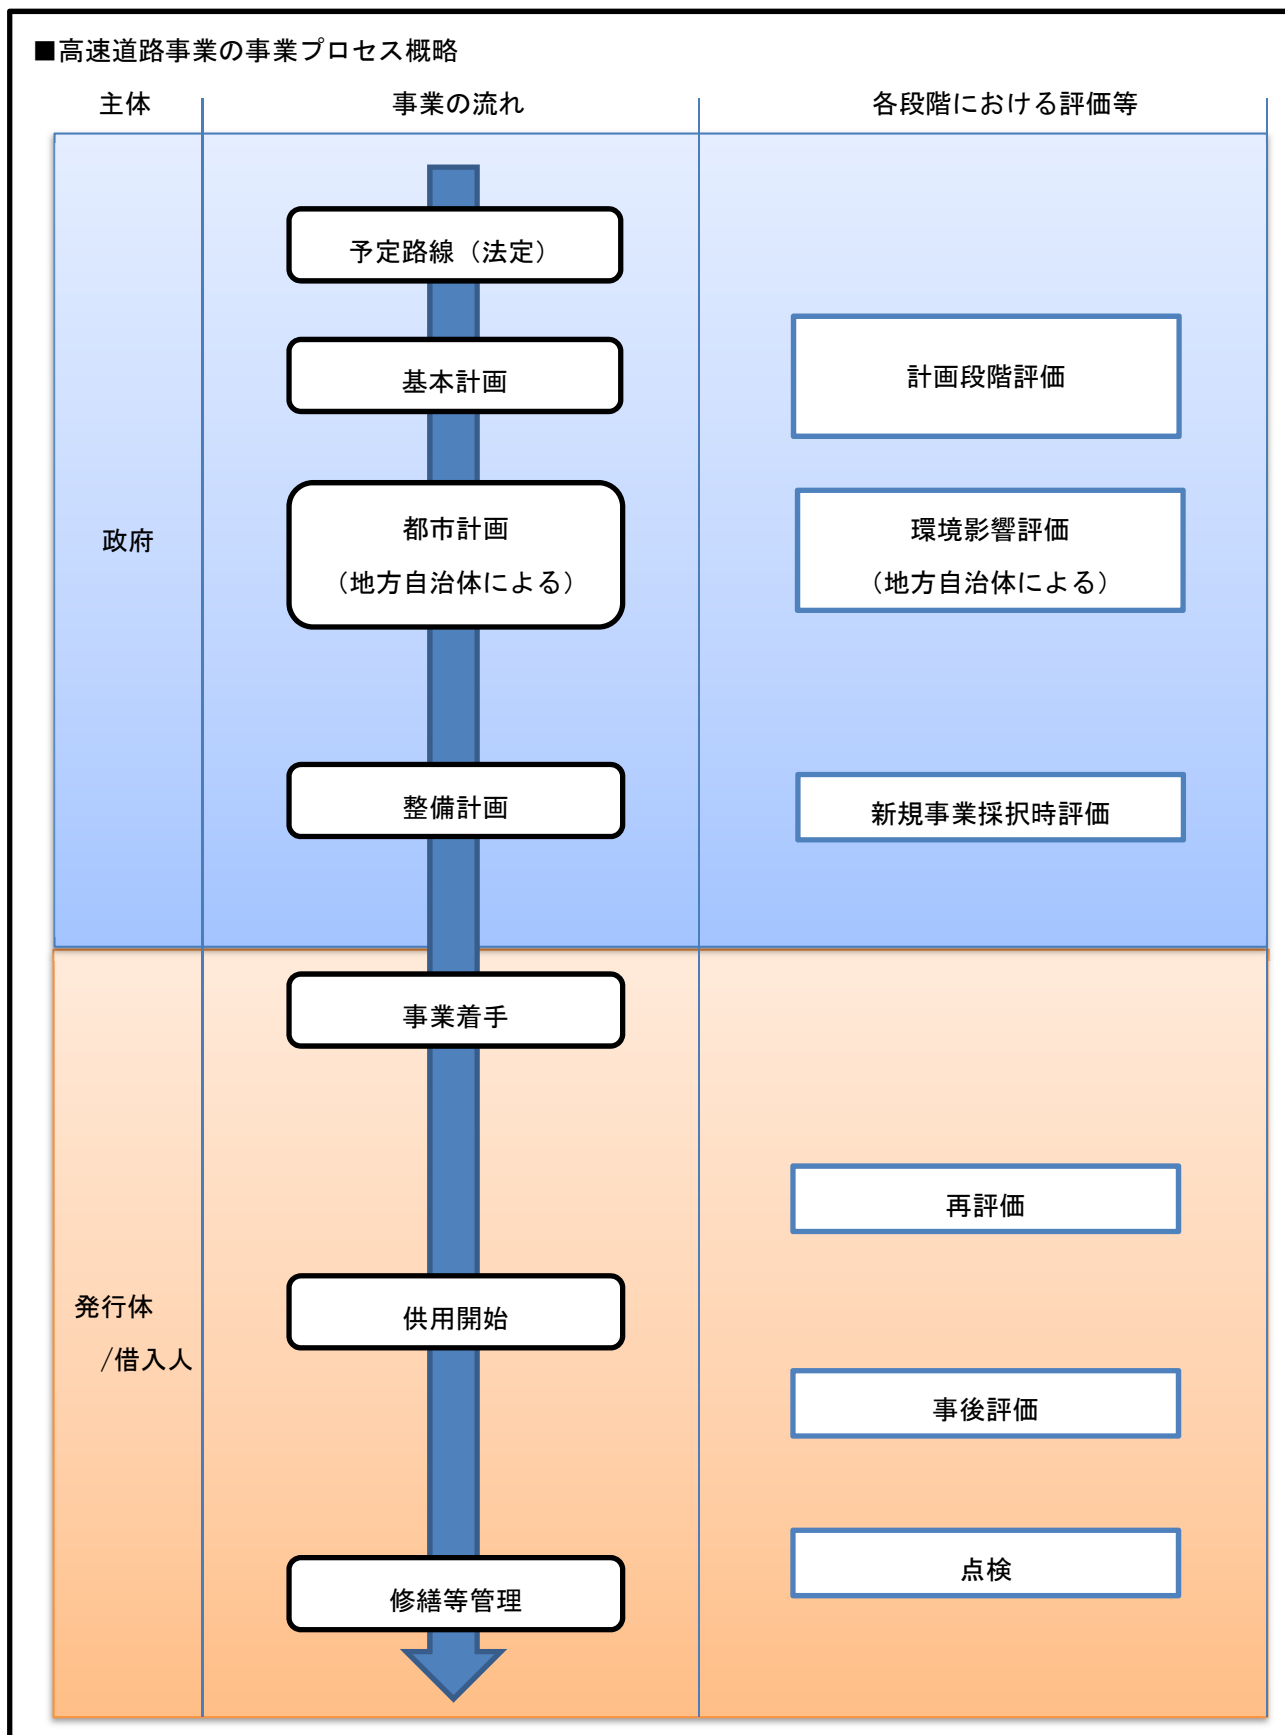 ■高速道路事業の事業プロセス概略
主体
事業の流れ
各段階における評価等
予定路線（法定）
基本計画
計画段階評価
政府
都市計画
（地方自治体による）
環境影響評価
（地方自治体による）
整備計画
新規事業採択時評価
事業着手
再評価
発行体
/借入人
供用開始
事後評価
点検
修繕等管理